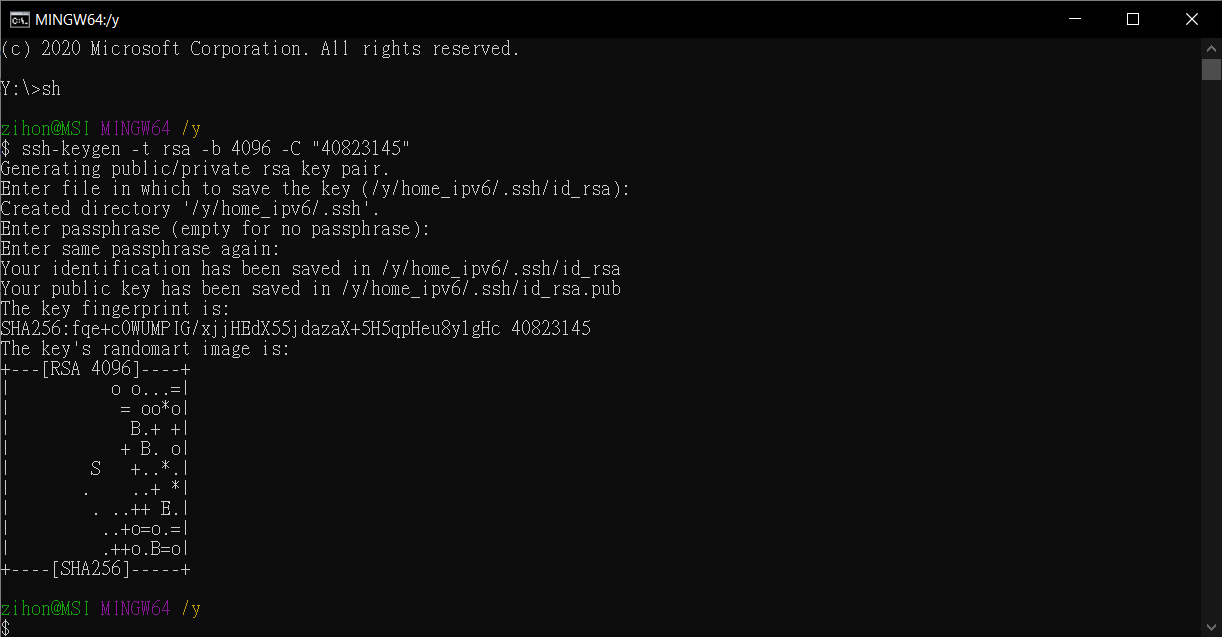 MINGW64:/y
(c) 2020 Microsoft Corporation. All rights reserved.
Y:\>sh
zihon@MSI MINGW64 /y
$ ssh-keygen -t rsa -b 4096 -C "40823145"
Generating public/private rsa key pair.
Enter file in which to save the key (/y/home_ipv6/.ssh/id_rsa):
Created directory '/y/home_ipv6/.ssh'.
Enter passphrase (empty for no passphrase):
Enter same passphrase again:
Your identification has been saved in /y/home_ipv6/.ssh/id_rsa
Your public key has been saved in /y/home_ipv6/.ssh/id_rsa.pub
The key fingerprint is:
SHA256:fqe+cOWUMPIG/xjjHEdX55jdazaX+5H5qpHeu8y1gHc 40823145
The key's randomart image is:
+---[RSA 4096]----+
|          o o...=|
|           = oo*o|
|            B.+ +|
|           + B. o|
|        S   +..*.|
|       .    ..+ *|
|        . ..++ E.|
|         ..+o=o.=|
|         .++o.B=o|
+----[SHA256]-----+
zihon@MSI MINGW64 /y
$